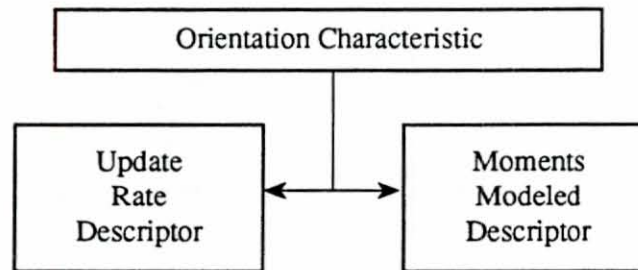 Orientation Characteristic
Update
Rate
Descriptor
Moments
Modeled
Descriptor